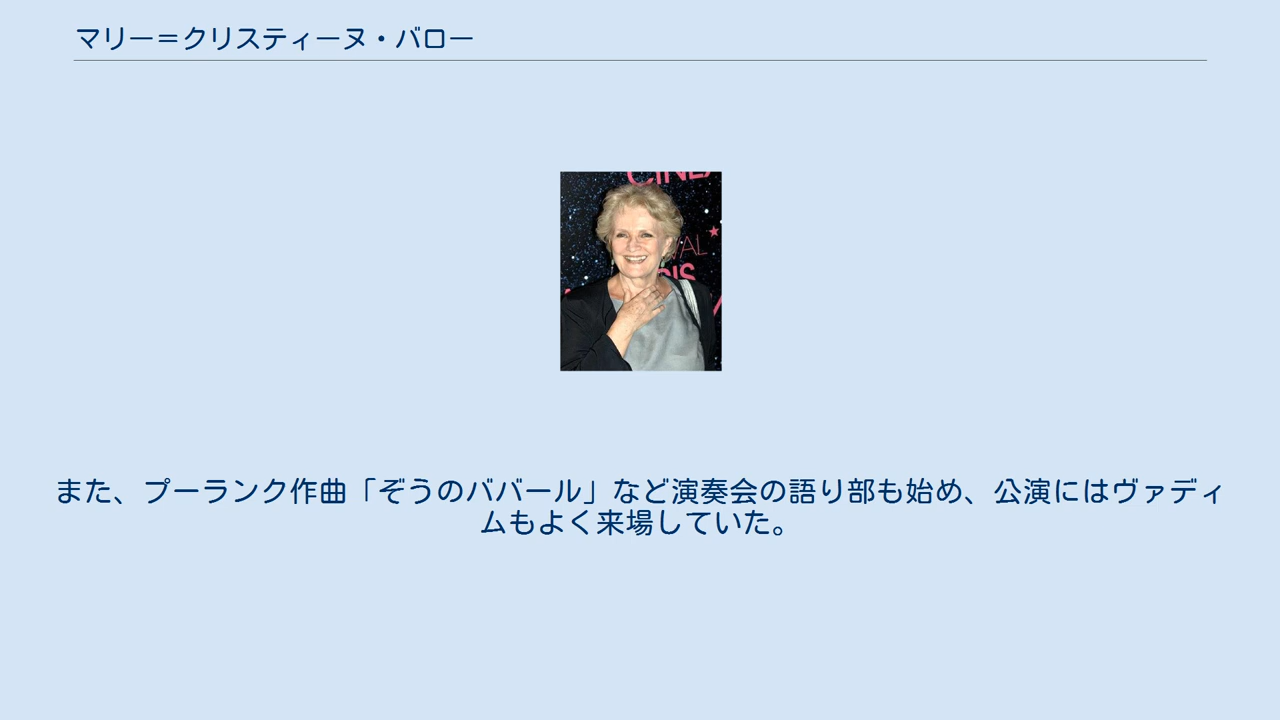 マリー＝クリスティーヌ・バロー
CINE
VAL
RIS
また、プーランク作曲「ぞうのババール」など演奏会の語り部も始め、公演にはヴァディ
ムもよく来場していた。